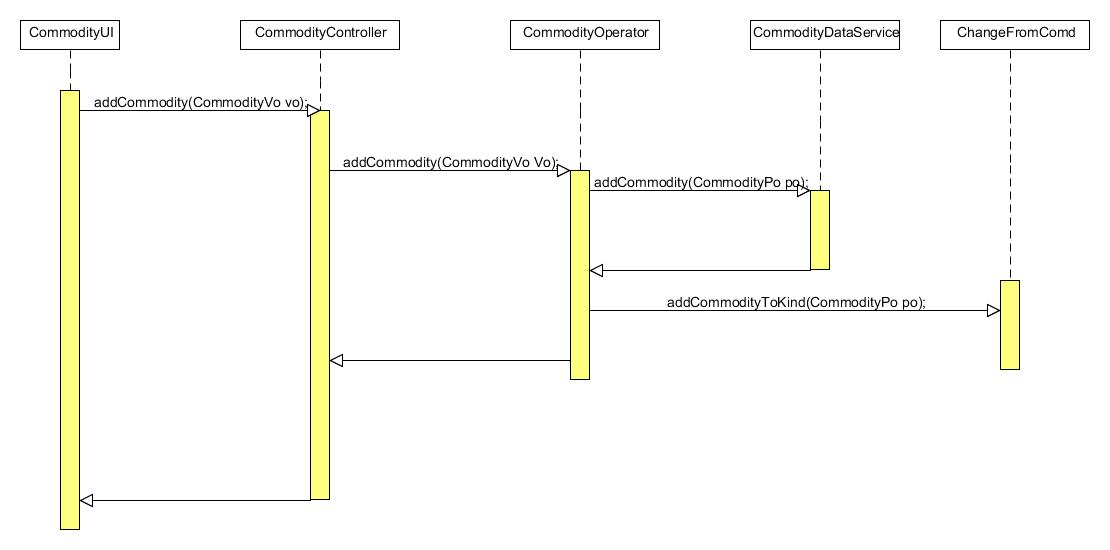 CommodityUI
CommodityController
CommodityOperator
CommodityDataService
ChangeFromComd
addCommodity(CommodityVo vo);
addCommodity(CommodityVo Vo);
addCommodity(CommodityPo po);
addCommodityToKind(CommodityPo po);